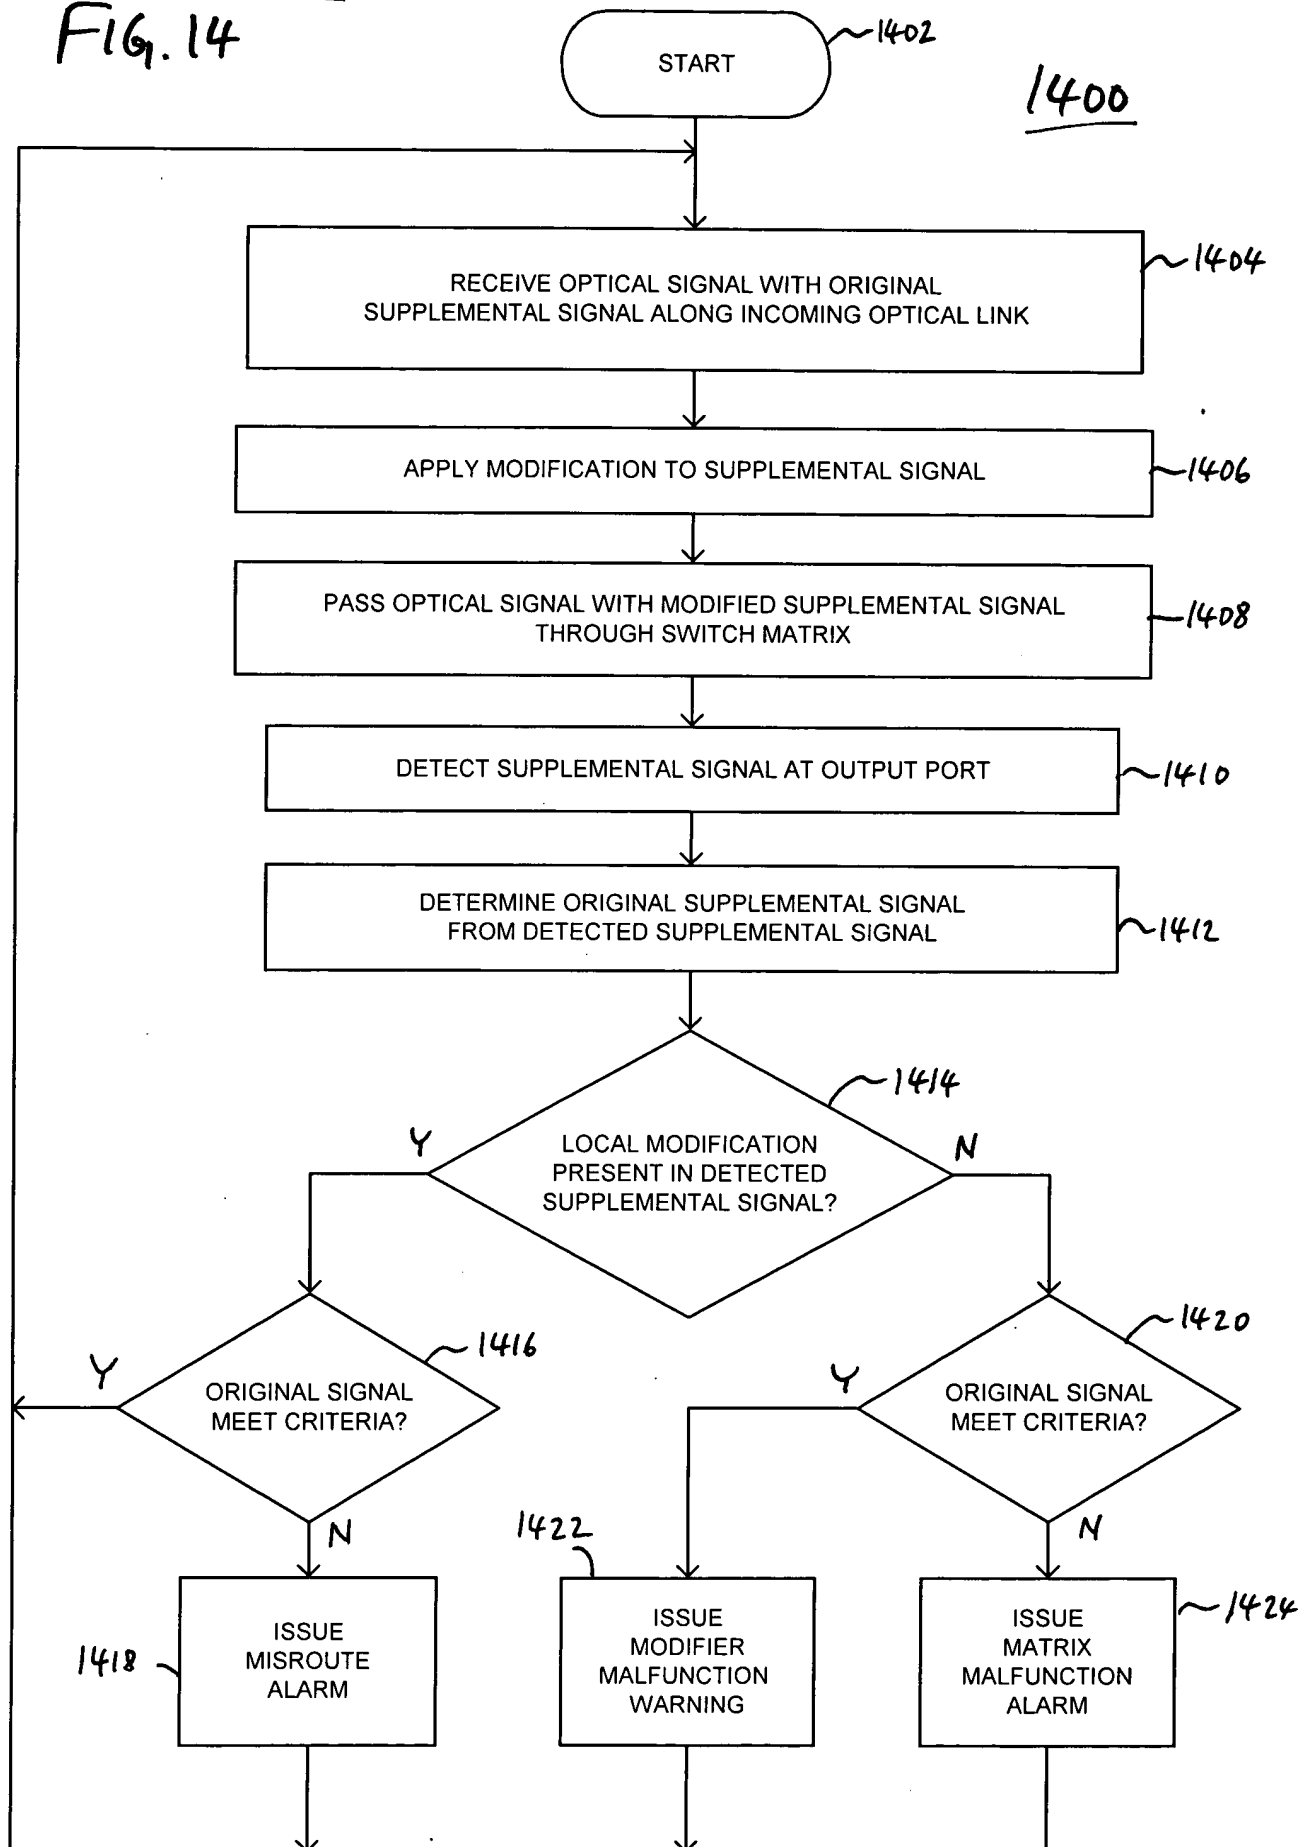 FIG. 14
START
1402
1400
RECEIVE OPTICAL SIGNAL WITH ORIGINAL
SUPPLEMENTAL SIGNAL ALONG INCOMING OPTICAL LINK
1404
APPLY MODIFICATION TO SUPPLEMENTAL SIGNAL
1406
PASS OPTICAL SIGNAL WITH MODIFIED SUPPLEMENTAL SIGNAL
THROUGH SWITCH MATRIX
1408
DETECT SUPPLEMENTAL SIGNAL AT OUTPUT PORT
1410
DETERMINE ORIGINAL SUPPLEMENTAL SIGNAL
FROM DETECTED SUPPLEMENTAL SIGNAL
1412
1414
Y
LOCAL MODIFICATION
PRESENT IN DETECTED
SUPPLEMENTAL SIGNAL?
N
1416
Y
ORIGINAL SIGNAL
MEET CRITERIA?
N
1420
Y
ORIGINAL SIGNAL
MEET CRITERIA?
N
1418
ISSUE
MISROUTE
ALARM
1422
ISSUE
MODIFIER
MALFUNCTION
WARNING
ISSUE
MATRIX
MALFUNCTION
ALARM
1424